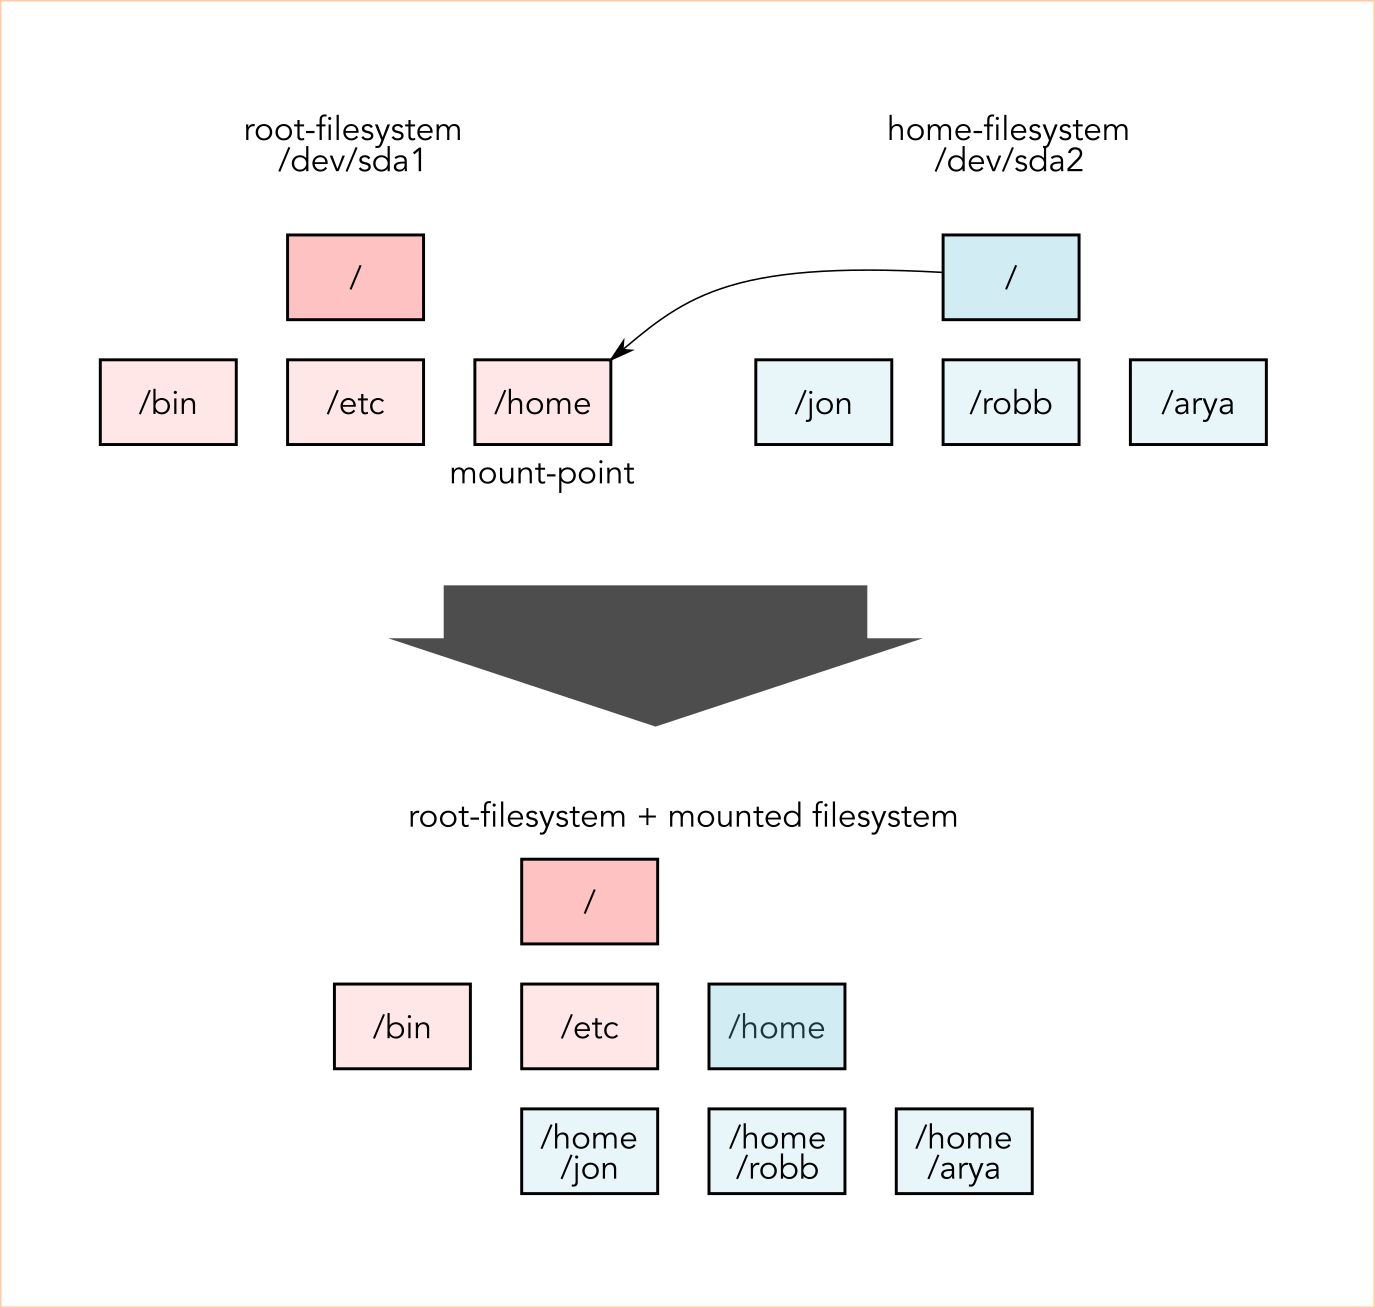 root-filesystem
/dev/sda1
home-filesystem
/dev/sda2
/
/
/bin
/etc
/home
/jon
/robb
/arya
mount-point
root-filesystem + mounted filesystem
/
/bin
/etc
/home
/home
/jon
/home
/robb
/home
/arya